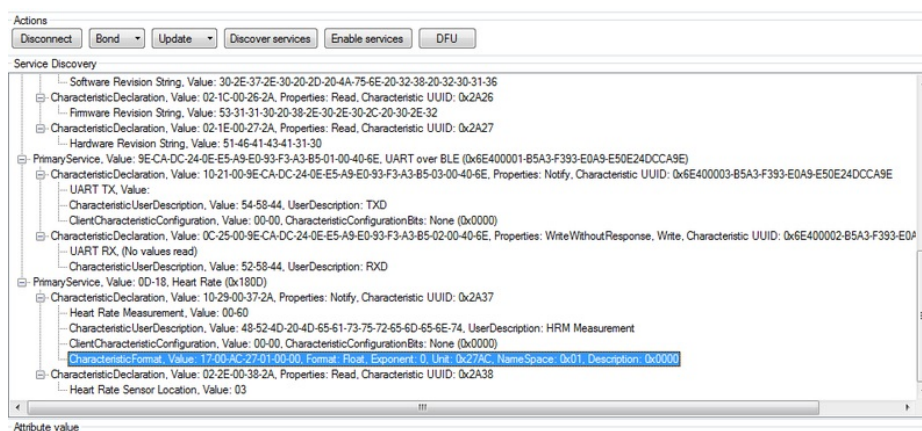 Actions
Disconnect Bond Update Discover services Enable services DFU
Service Discovery
Software Revision String, Value: 30-2E-37-2E-30-20-2D-20-4A-75-6E-20-32-38-20-32-30-31-36
CharacteristicDeclaration, Value: 02-1C-00-26-2A, Properties: Read, Characteristic UUID: 0x2A26
Firmware Revision String, Value: 53-31-31-30-20-38-2E-30-2E-30-2C-20-30-2E-32
CharacteristicDeclaration, Value: 02-1E-00-27-2A, Properties: Read, Characteristic UUID: 0x2A27
Hardware Revision String, Value: 51-46-41-43-41-31-30
PrimaryService, Value: 9E-CA-DC-24-0E-E5-A9-E0-93-F3-A3-B5-01-00-40-6E, UART over BLE (0x6E400001-B5A3-F393-E0A9-E50E24DCCA9E)
CharacteristicDeclaration, Value: 10-21-00-9E-CA-DC-24-0E-E5-A9-E0-93-F3-A3-B5-03-00-40-6E, Properties: Notify, Characteristic UUID: 0x6E400003-B5A3-F393-E0A9-E50E24DCCA9E
UART TX, Value:
CharacteristicUserDescription, Value: 54-58-44, UserDescription: TXD
ClientCharacteristicConfiguration, Value: 00-00, CharacteristicConfigurationBits: None (0x0000)
CharacteristicDeclaration, Value: 0C-25-00-9E-CA-DC-24-0E-E5-A9-E0-93-F3-A3-B5-02-00-40-6E, Properties: WriteWithoutResponse, Write, Characteristic UUID: 0x6E400002-B5A3-F393-E0A
UART RX, (No values read)
CharacteristicUserDescription, Value: 52-58-44, UserDescription: RXD
PrimaryService, Value: 0D-18, Heart Rate (0x180D)
CharacteristicDeclaration, Value: 10-29-00-37-2A, Properties: Notify, Characteristic UUID: 0x2A37
Heart Rate Measurement, Value: 00-60
CharacteristicUserDescription, Value: 48-52-4D-20-4D-65-61-73-75-72-65-6D-65-6E-74, UserDescription: HRM Measurement
ClientCharacteristicConfiguration, Value: 00-00, CharacteristicConfigurationBits: None (0x0000)
CharacteristicFormat, Value: 17-00-AC-27-01-00-00, Format: Float, Exponent: 0, Unit: 0x27AC, NameSpace: 0x01, Description: 0x0000
CharacteristicDeclaration, Value: 02-2E-00-38-2A, Properties: Read, Characteristic UUID: 0x2A38
Heart Rate Sensor Location, Value: 03
Attribute value